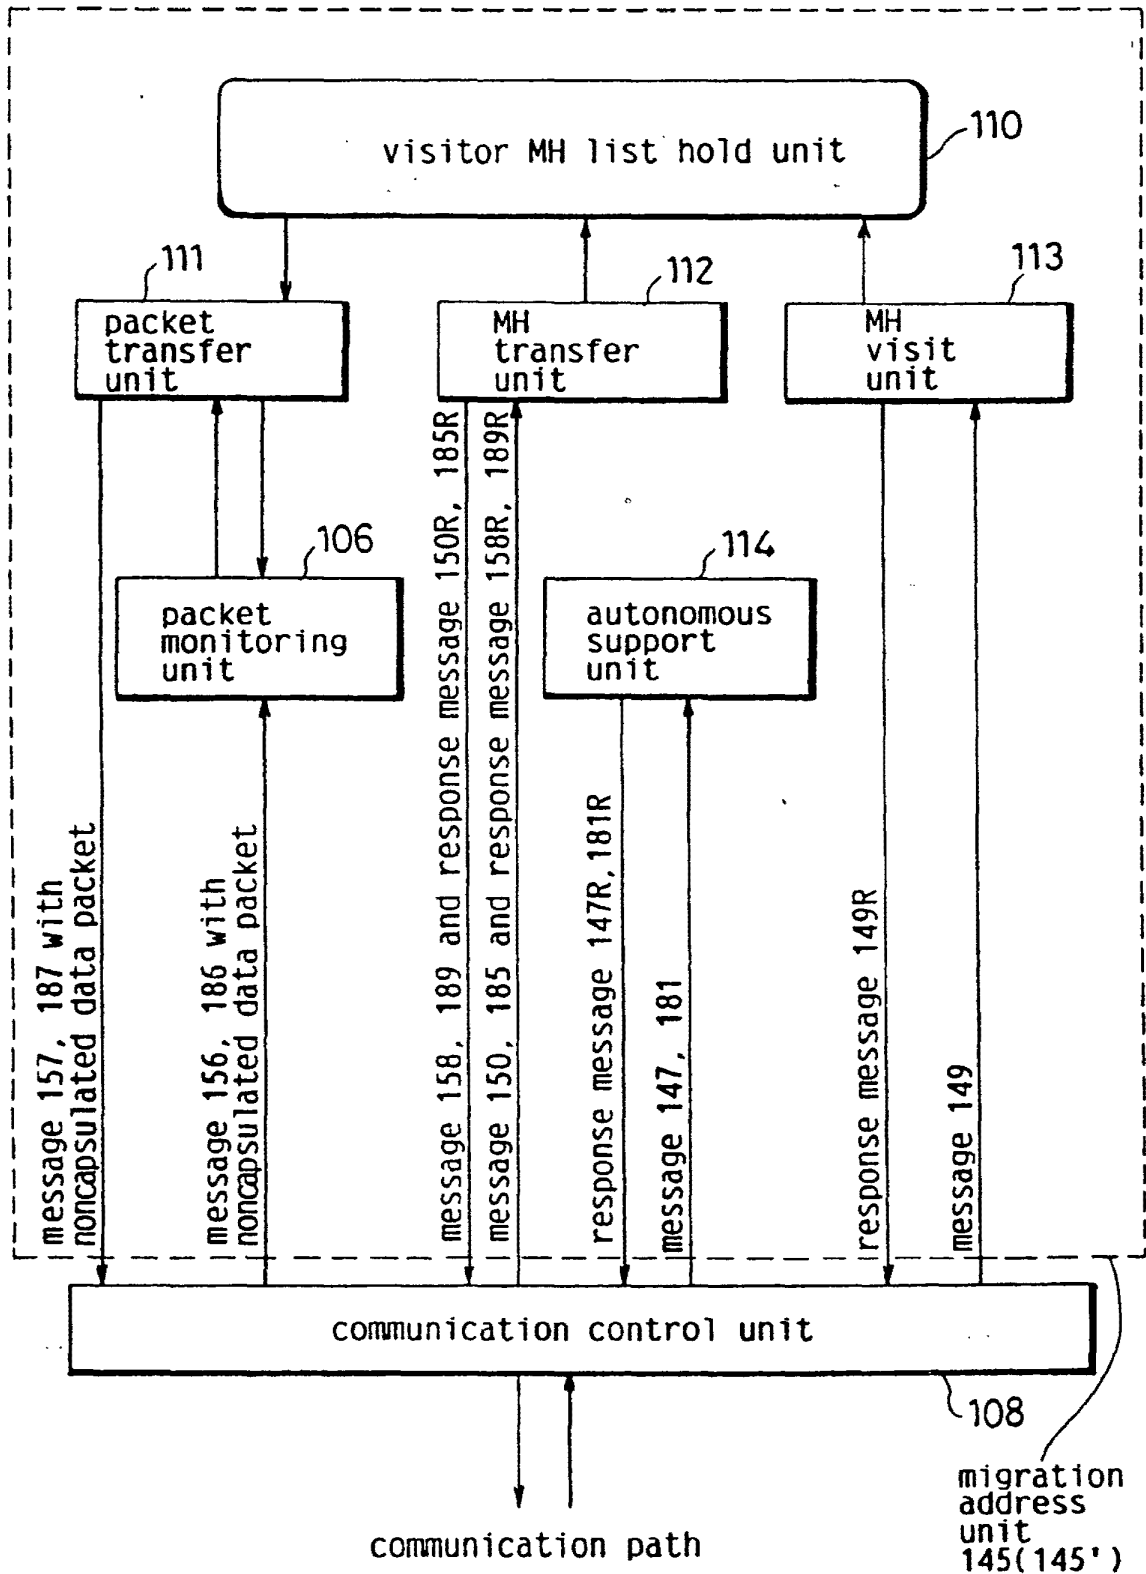 visitor MH list hold unit
110
111
112
113
packet
transfer
unit
MH
transfer
unit
MH
visit
unit
106
114
packet
monitoring
unit
autonomous
support
unit
message 157, 187 with
noncapsulated data packet
message 156, 186 with
noncapsulated data packet
message 158, 189 and response message 150R, 185R
message 150, 185 and response message 158R, 189R
response message 147R, 181R
message 147, 181
response message 149R
message 149
communication control unit
108
communication path
migration
address
unit
145(145')